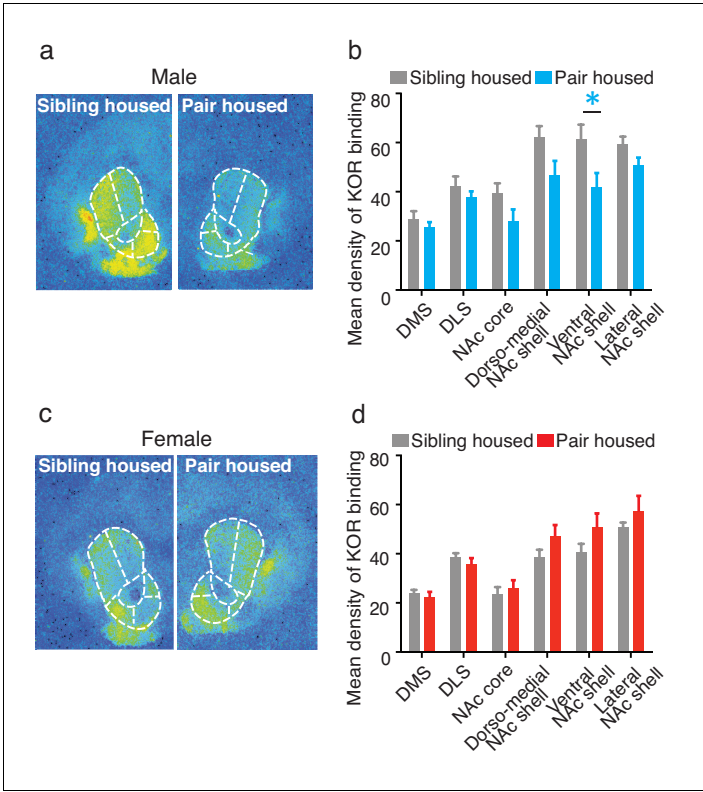 a
Male
Sibling housed Pair housed
b
Sibling housed Pair housed
Mean density of KOR binding
80
60
40
20
0
*
DMS
DLS
NAc core
Dorso-medial
NAc shell
Ventral
NAc shell
Lateral
NAc shell
c
Female
Sibling housed Pair housed
d
Sibling housed Pair housed
Mean density of KOR binding
80
60
40
20
0
DMS
DLS
NAc core
Dorso-medial
NAc shell
Ventral
NAc shell
Lateral
NAc shell